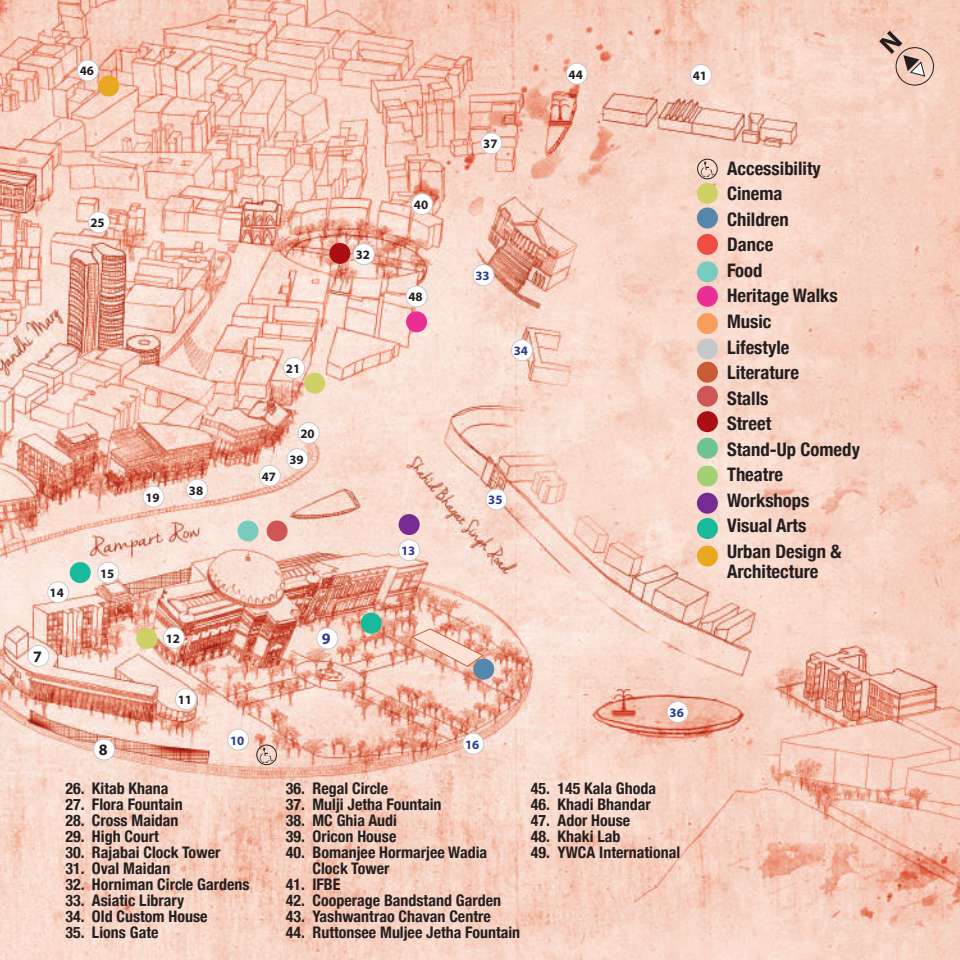 N
46
44
41
37
Accessibility
Cinema
Children
Dance
Food
Heritage Walks
Music
Lifestyle
Literature
Stalls
Street
Stand-Up Comedy
Theatre
Workshops
Visual Arts
Urban Design &
Architecture
40
25
32
33
48
34
21
20
39
47
38
19
35
Gandhi Marg
Shahid Bhagat Singh Road
Rampart Row
13
15
14
12
9
7
11
10
8
16
36
26. Kitab Khana
27. Flora Fountain
28. Cross Maidan
29. High Court
30. Rajabai Clock Tower
31. Oval Maidan
32. Horniman Circle Gardens
33. Asiatic Library
34. Old Custom House
35. Lions Gate
36. Regal Circle
37. Mulji Jetha Fountain
38. MC Ghia Audi
39. Oricon House
40. Bomanjee Hormarjee Wadia
Clock Tower
41. IFBE
42. Cooperage Bandstand Garden
43. Yashwantrao Chavan Centre
44. Ruttonsee Muljee Jetha Fountain
45. 145 Kala Ghoda
46. Khadi Bhandar
47. Ador House
48. Khaki Lab
49. YWCA International